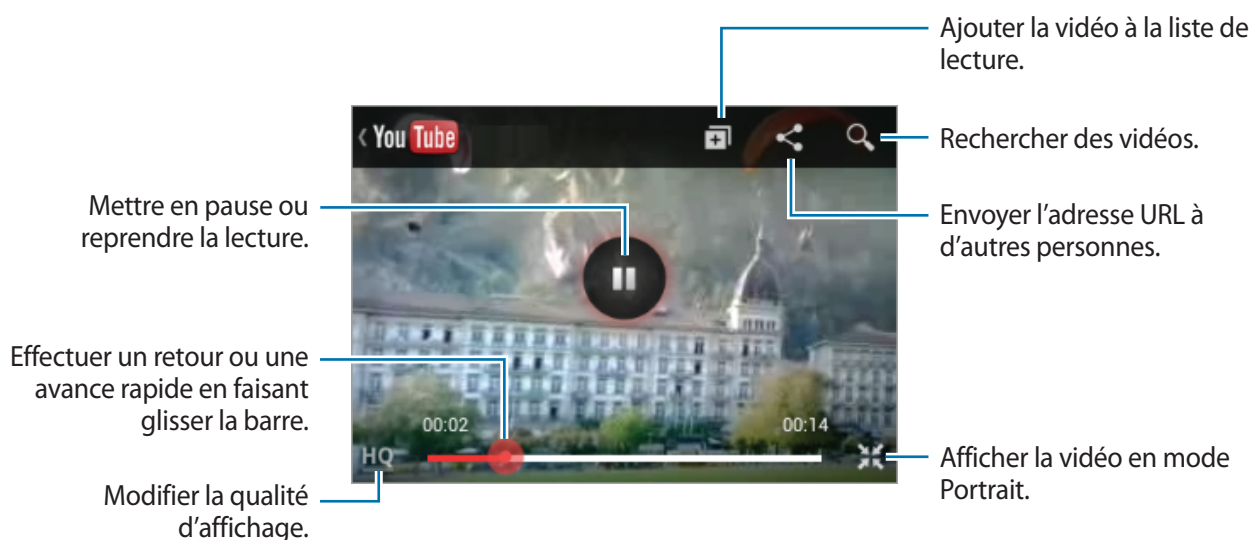 Ajouter la vidéo à la liste de
lecture.
You Tube
Rechercher des vidéos.
Mettre en pause ou
reprendre la lecture.
Envoyer l'adresse URL à
d'autres personnes.
Effectuer un retour ou une
avance rapide en faisant
glisser la barre.
00:02
00:14
HQ
Afficher la vidéo en mode
Portrait.
Modifier la qualité
d'affichage.